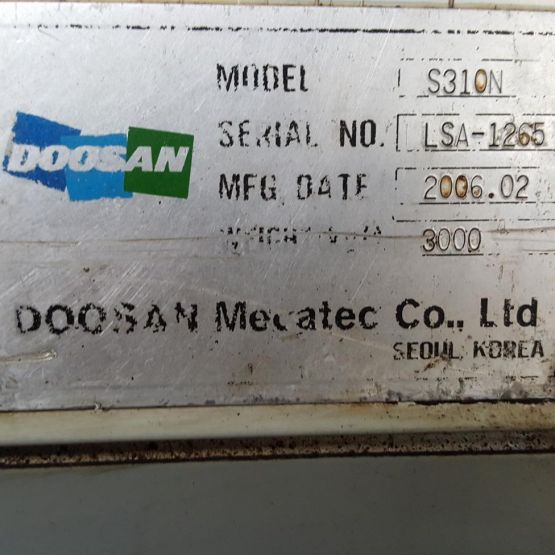 MODEL S310N
DOOSAN
SERIAL NO. LSA-1265
MFG. DATE 2006.02
3000
DOOSAN Mecatec Co., Ltd
SEOUL, KOREA